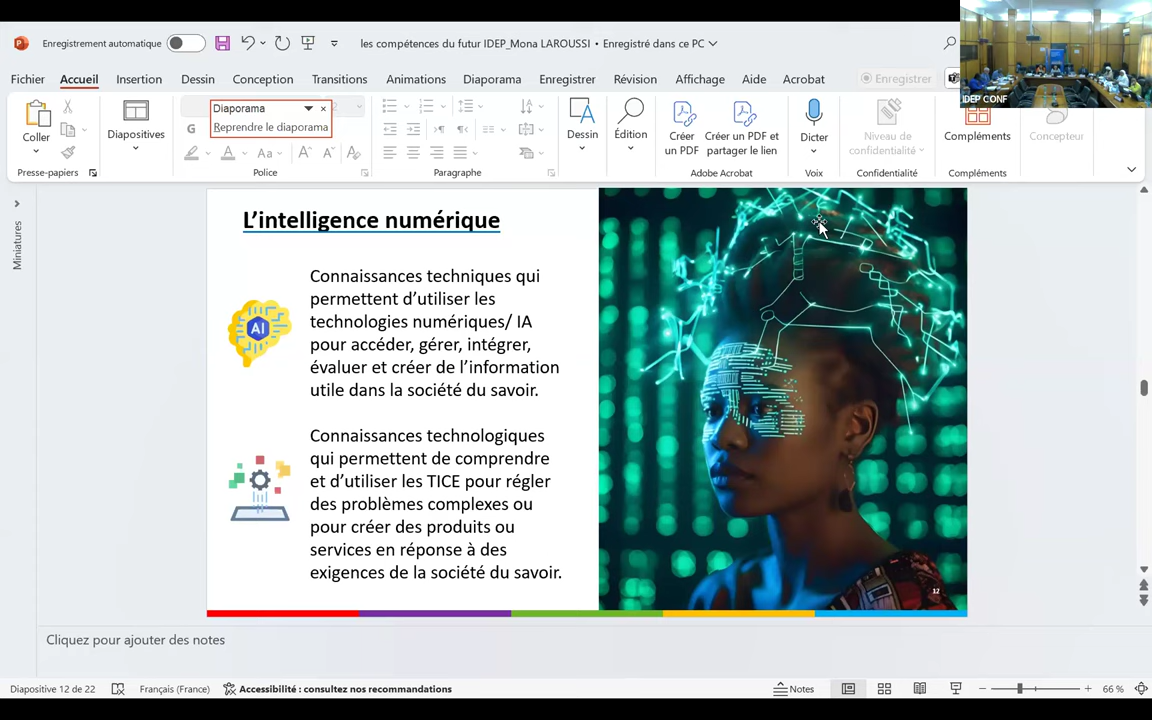 Enregistrement automatique
les compétences du futur IDEP_Mona LAROUSSI • Enregistré dans ce PC
IDEP CONF
Fichier
Accueil
Insertion
Dessin
Conception
Transitions
Animations
Diaporama
Enregistrer
Révision
Affichage
Aide
Acrobat
Enregistrer
Coller
Presse-papiers
Diapositives
Diaporama
Reprendre le diaporama
G
Aa
Police
Paragraphe
Dessin
Édition
Créer
un PDF
Créer un PDF et
partager le lien
Adobe Acrobat
Dicter
Voix
Niveau de
confidentialité
Confidentialité
Compléments
Compléments
Concepteur
Miniatures
L'intelligence numérique
AI
Connaissances techniques qui
permettent d'utiliser les
technologies numériques/ IA
pour accéder, gérer, intégrer,
évaluer et créer de l'information
utile dans la société du savoir.
Connaissances technologiques
qui permettent de comprendre
et d'utiliser les TICE pour régler
des problèmes complexes ou
pour créer des produits ou
services en réponse à des
exigences de la société du savoir.
12
Cliquez pour ajouter des notes
Diapositive 12 de 22
Français (France)
Accessibilité : consultez nos recommandations
Notes
66 %